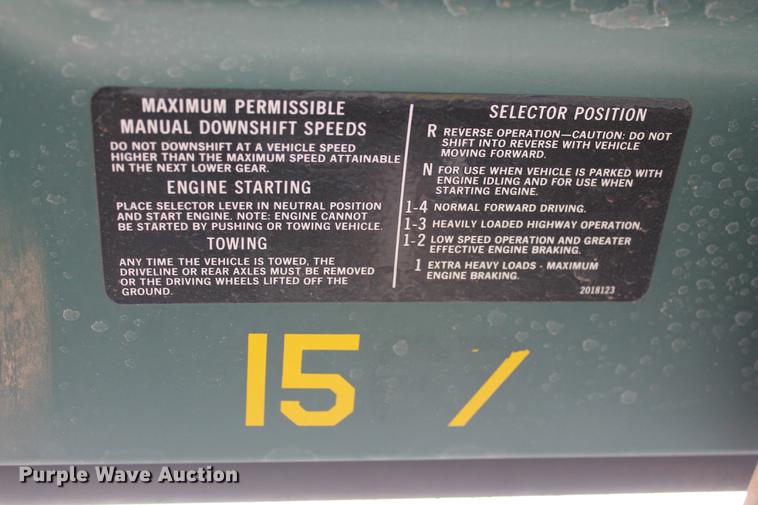 MAXIMUM PERMISSIBLE
MANUAL DOWNSHIFT SPEEDS
DO NOT DOWNSHIFT AT A VEHICLE SPEED
HIGHER THAN THE MAXIMUM SPEED ATTAINABLE
IN THE NEXT LOWER GEAR.
ENGINE STARTING
PLACE SELECTOR LEVER IN NEUTRAL POSITION
AND START ENGINE. NOTE: ENGINE CANNOT
BE STARTED BY PUSHING OR TOWING VEHICLE.
TOWING
ANY TIME THE VEHICLE IS TOWED, THE
DRIVELINE OR REAR AXLES MUST BE REMOVED
OR THE DRIVING WHEELS LIFTED OFF THE
GROUND.
SELECTOR POSITION
R REVERSE OPERATION—CAUTION: DO NOT
SHIFT INTO REVERSE WITH VEHICLE
MOVING FORWARD.
N FOR USE WHEN VEHICLE IS PARKED WITH
ENGINE IDLING AND FOR USE WHEN
STARTING ENGINE.
1-4 NORMAL FORWARD DRIVING.
1-3 HEAVILY LOADED HIGHWAY OPERATION.
1-2 LOW SPEED OPERATION AND GREATER
EFFECTIVE ENGINE BRAKING.
1 EXTRA HEAVY LOADS - MAXIMUM
ENGINE BRAKING.
2018123
15 /
Purple Wave Auction